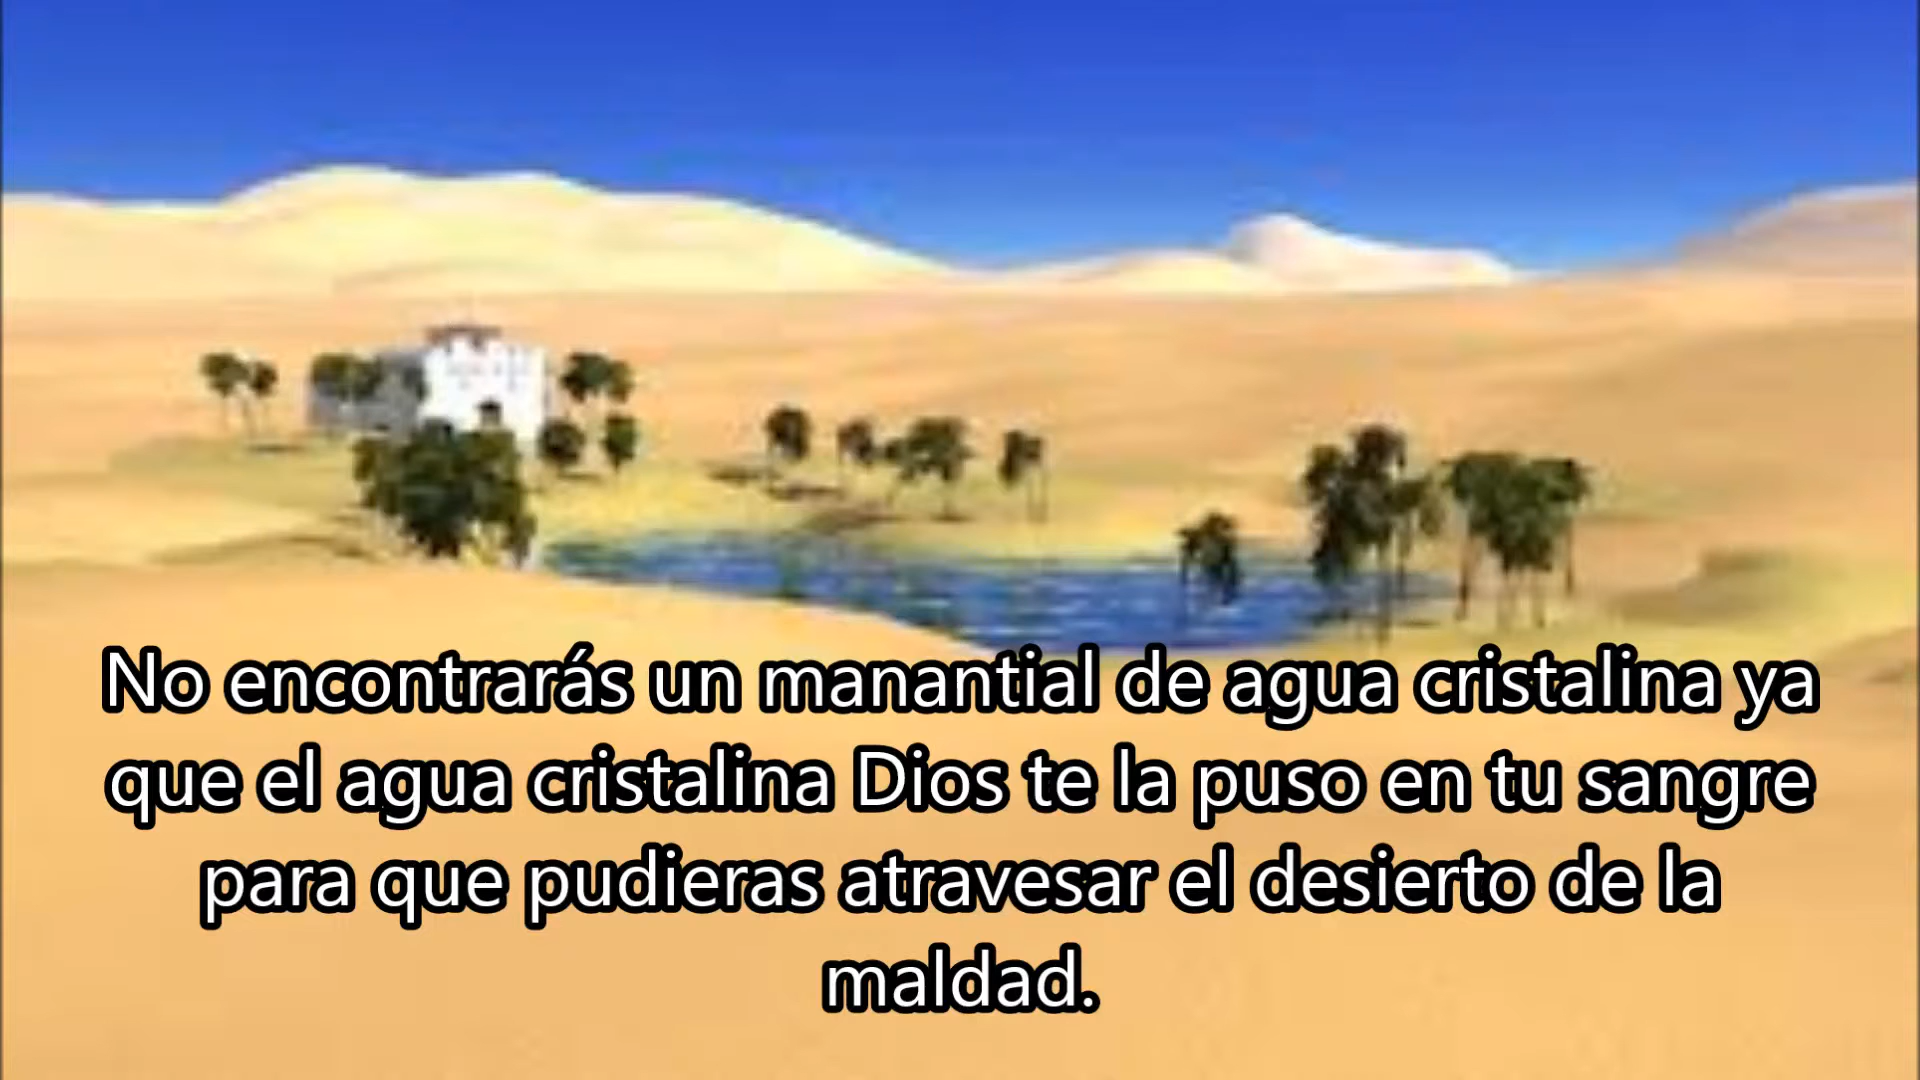 No encontrarás un manantial de agua cristalina ya
que el agua cristalina Dios te la puso en tu sangre
para que pudieras atravesar el desierto de la
maldad.